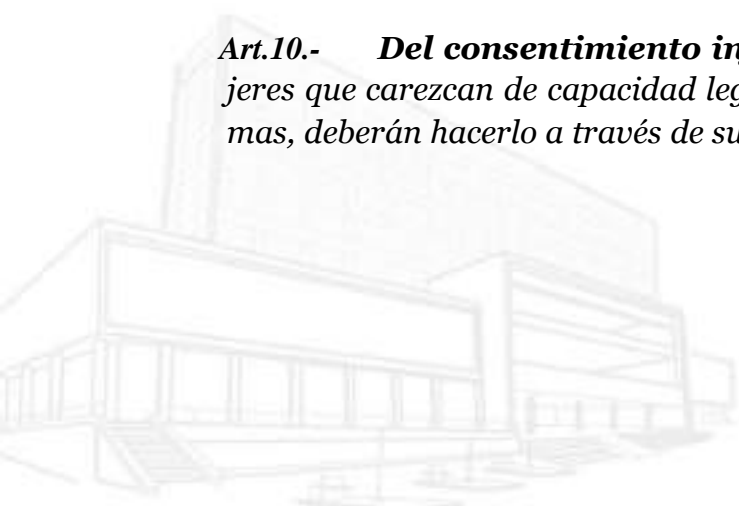 Art.10.- Del consentimiento in
jeres que carezcan de capacidad leg
mas, deberán hacerlo a través de su